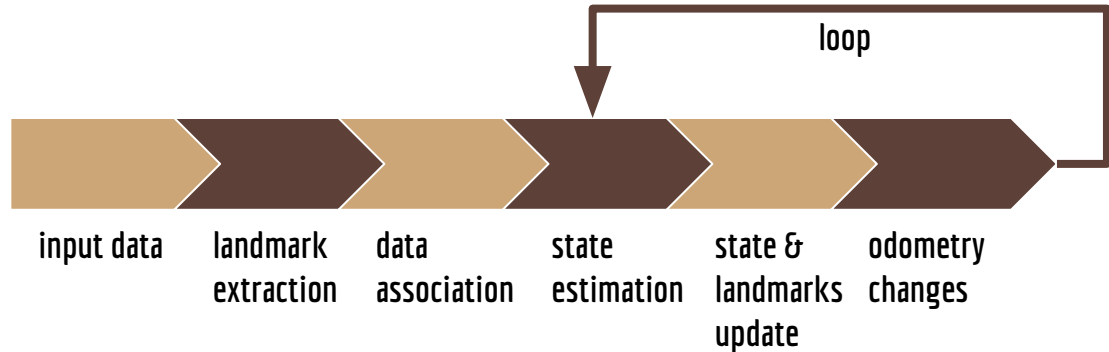 loop
input data
landmark
extraction
data
association
state
estimation
state &
landmarks
update
odometry
changes